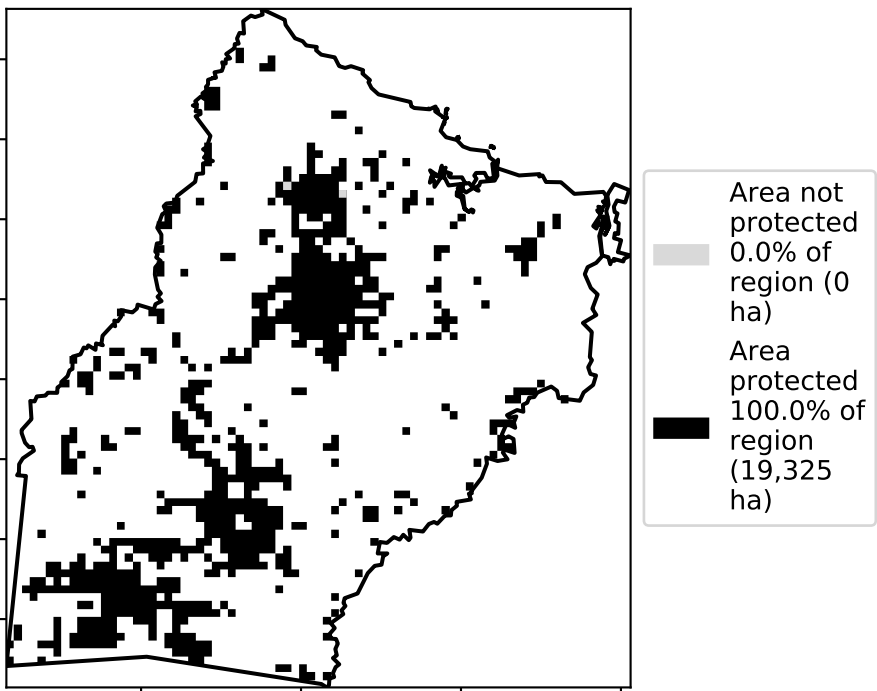 Area not
protected
0.0% of
region (0
ha)
Area
protected
100.0% of
region
(19,325
ha)